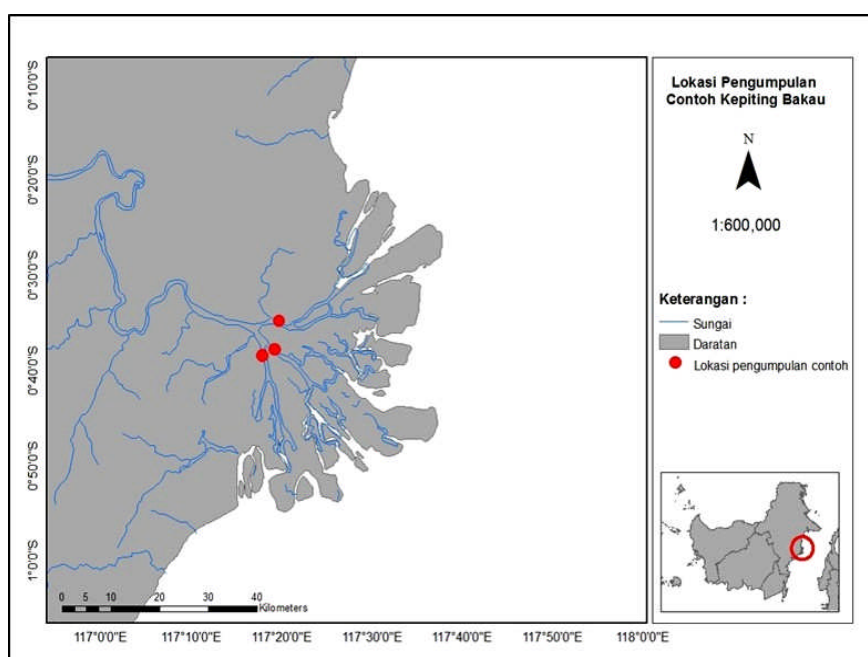 Lokasi Pengumpulan
Contoh Kepiting Bakau
N
1:600,000
Keterangan :
Sungai
Daratan
Lokasi pengumpulan contoh
0°10'0"S
0°20'0"S
0°30'0"S
0°40'0"S
0°50'0"S
1°0'0"S
0 5 10 20 30 40
Kilometers
117°0'0"E 117°10'0"E 117°20'0"E 117°30'0"E 117°40'0"E 117°50'0"E 118°0'0"E